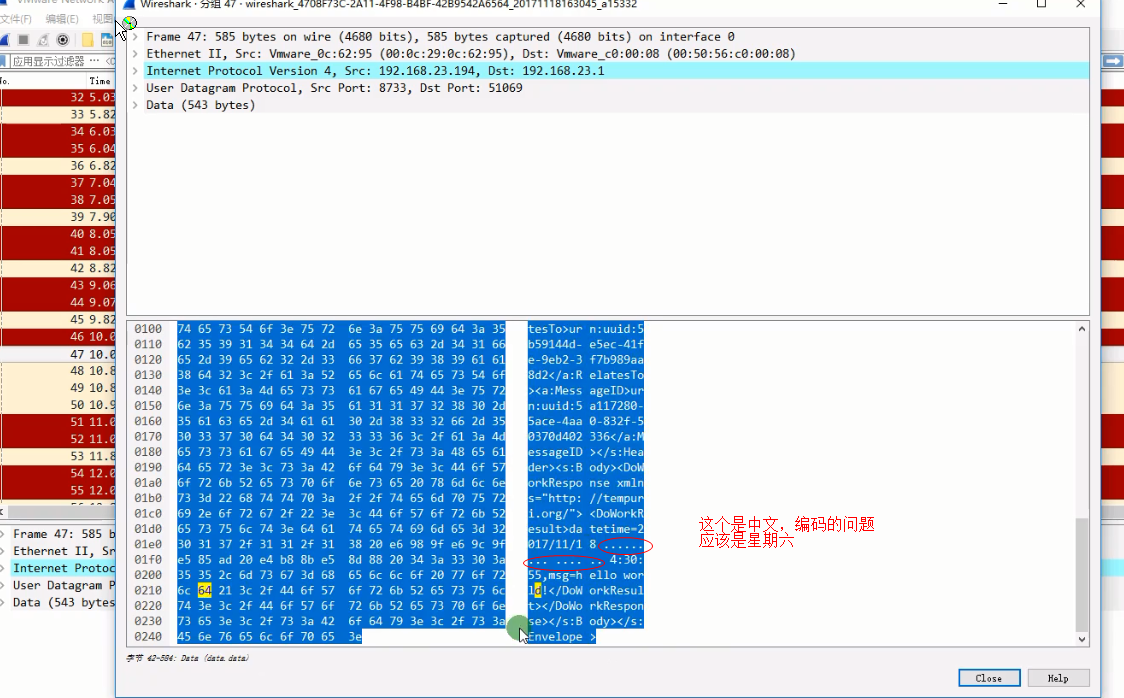 Wireshark · 分组 47 · wireshark_4708F73C-2A11-4F98-B4BF-42B9542A6564_20171118163045_a15332
文件(F) 编辑(E) 视图
应用显示过滤器 ···
No. Time
32 5.03
33 5.82
34 6.03
35 6.04
36 6.82
37 7.04
38 7.05
39 7.90
40 8.05
41 8.05
42 8.82
43 9.06
44 9.07
45 9.82
46 10.0
47 10.0
48 10.8
49 10.8
50 10.9
51 11.0
52 11.0
53 11.8
54 12.0
55 12.0
Frame 47: 585 b
Ethernet II, Sr
Internet Protoc
User Datagram P
Data (543 bytes
Frame 47: 585 bytes on wire (4680 bits), 585 bytes captured (4680 bits) on interface 0
Ethernet II, Src: Vmware_0c:62:95 (00:0c:29:0c:62:95), Dst: Vmware_c0:00:08 (00:50:56:c0:00:08)
Internet Protocol Version 4, Src: 192.168.23.194, Dst: 192.168.23.1
User Datagram Protocol, Src Port: 8733, Dst Port: 51069
Data (543 bytes)
0100 74 65 73 54 6f 3e 75 72 6e 3a 75 75 69 64 3a 35 tesTo>ur n:uuid:5
0110 62 35 39 31 34 34 64 2d 65 35 65 63 2d 34 31 66 b59144d- e5ec-41f
0120 65 2d 39 65 62 32 2d 33 66 37 62 39 38 39 61 61 e-9eb2-3 f7b989aa
0130 38 64 32 3c 2f 61 3a 52 65 6c 61 74 65 73 54 6f 8d2</a:R elatesTo
0140 3e 3c 61 3a 4d 65 73 73 61 67 65 49 44 3e 75 72 ><a:Mess ageID>ur
0150 6e 3a 75 75 69 64 3a 35 61 31 31 37 32 38 30 2d n:uuid:5 a117280-
0160 35 61 63 65 2d 34 61 61 30 2d 38 33 32 66 2d 35 5ace-4aa 0-832f-5
0170 30 33 37 30 64 34 30 32 33 33 36 3c 2f 61 3a 4d 0370d402 336</a:M
0180 65 73 73 61 67 65 49 44 3e 3c 2f 73 3a 48 65 61 essageID ></s:Hea
0190 64 65 72 3e 3c 73 3a 42 6f 64 79 3e 3c 44 6f 57 der><s:B ody><DoW
01a0 6f 72 6b 52 65 73 70 6f 6e 73 65 20 78 6d 6c 6e orkRespo nse xmln
01b0 73 3d 22 68 74 74 70 3a 2f 2f 74 65 6d 70 75 72 s="http: //tempur
01c0 69 2e 6f 72 67 2f 22 3e 3c 44 6f 57 6f 72 6b 52 i.org/"> <DoWorkR
01d0 65 73 75 6c 74 3e 64 61 74 65 74 69 6d 65 3d 32 esult>da tetime=2
01e0 30 31 37 2f 31 31 2f 31 38 20 e6 98 9f e6 9c 9f 017/11/1 8 ......
01f0 e5 85 ad 20 e4 b8 8b e5 8d 88 20 34 3a 33 30 3a ... .... .. 4:30:
0200 35 35 2c 6d 73 67 3d 68 65 6c 6c 6f 20 77 6f 72 55,msg=h ello wor
0210 6c 64 21 3c 2f 44 6f 57 6f 72 6b 52 65 73 75 6c ld!</DoW orkResul
0220 74 3e 3c 2f 44 6f 57 6f 72 6b 52 65 73 70 6f 6e t></DoWo rkRespon
0230 73 65 3e 3c 2f 73 3a 42 6f 64 79 3e 3c 2f 73 3a se></s:B ody></s:
0240 45 6e 76 65 6c 6f 70 65 3e Envelope >
这个是中文，编码的问题
应该是星期六
字节 42-584: Data (data.data)
Close Help